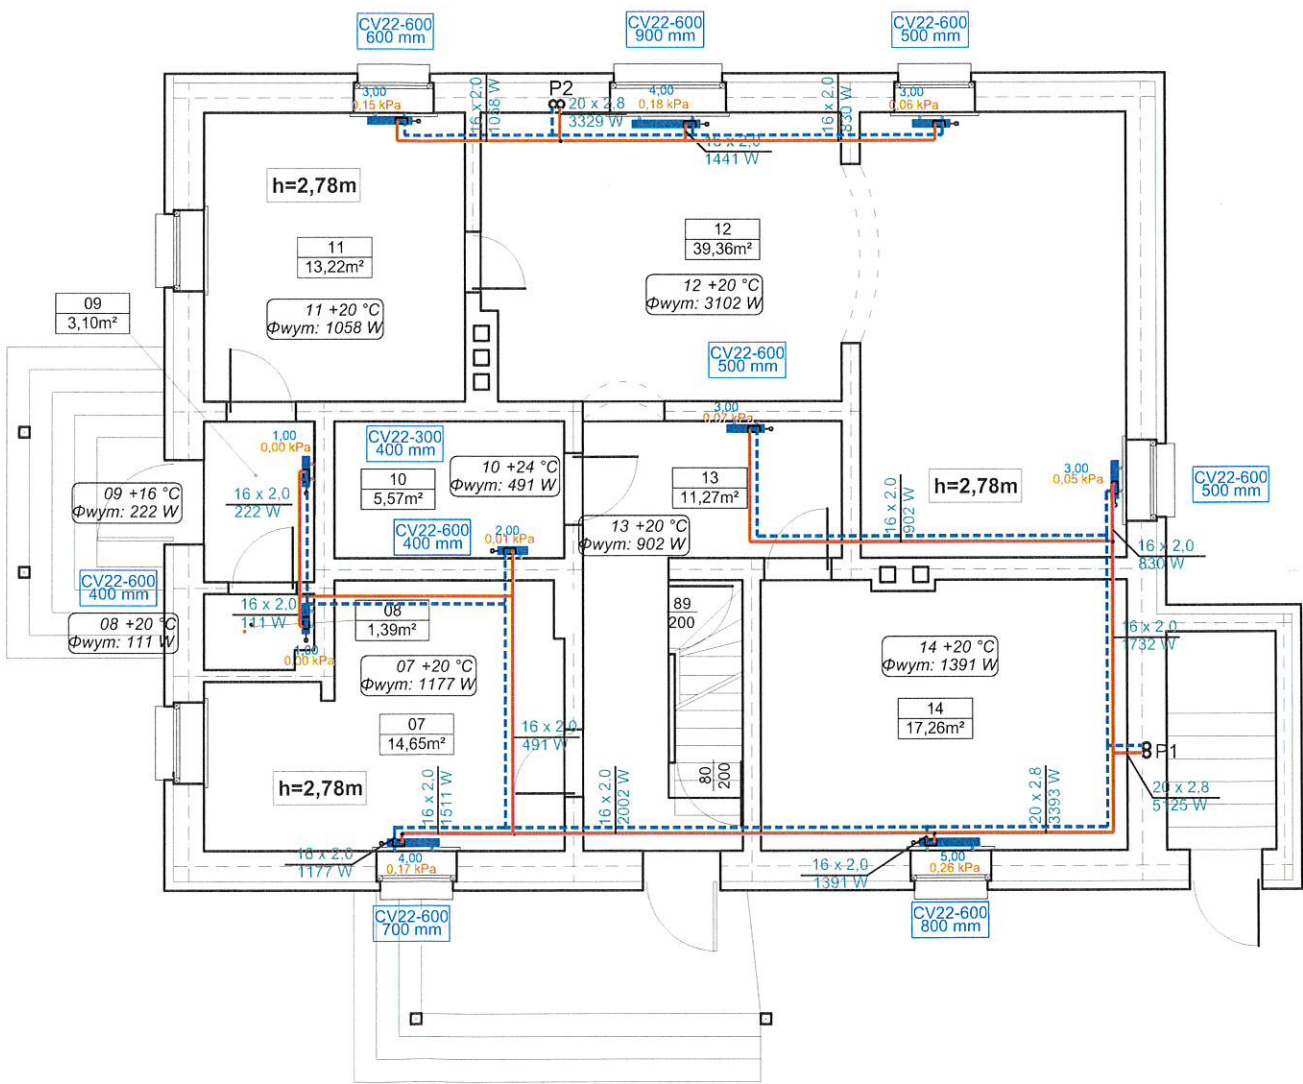 CV22-600
600 mm
CV22-600
900 mm
CV22-600
500 mm
3,00
0,15 kPa
16 x 2,0
1058 W
P2
20 x 2,8
3329 W
4,00
0,18 kPa
16 x 2,0
830 W
3,00
0,06 kPa
16 x 2,0
1441 W
h=2,78m
11
13,22m²
11 +20 °C
Φwym: 1058 W
12
39,36m²
12 +20 °C
Φwym: 3102 W
09
3,10m²
CV22-600
500 mm
3,00
0,07 kPa
1,00
0,00 kPa
CV22-300
400 mm
10
5,57m²
10 +24 °C
Φwym: 491 W
13
11,27m²
h=2,78m
3,00
0,05 kPa
CV22-600
500 mm
09 +16 °C
Φwym: 222 W
16 x 2,0
222 W
CV22-600
400 mm
2,00
0,01 kPa
13 +20 °C
Φwym: 902 W
16 x 2,0
902 W
16 x 2,0
830 W
CV22-600
400 mm
08 +20 °C
Φwym: 111 W
16 x 2,0
111 W
08
1,39m²
1,00
0,00 kPa
89
200
16 x 2,0
1732 W
07 +20 °C
Φwym: 1177 W
14 +20 °C
Φwym: 1391 W
07
14,65m²
14
17,26m²
16 x 2,0
491 W
P1
h=2,78m
16 x 2,0
1511 W
16 x 2,0
2002 W
80
200
20 x 2,8
3393 W
20 x 2,8
5125 W
16 x 2,0
1177 W
4,00
0,17 kPa
16 x 2,0
1391 W
5,00
0,26 kPa
CV22-600
700 mm
CV22-600
800 mm